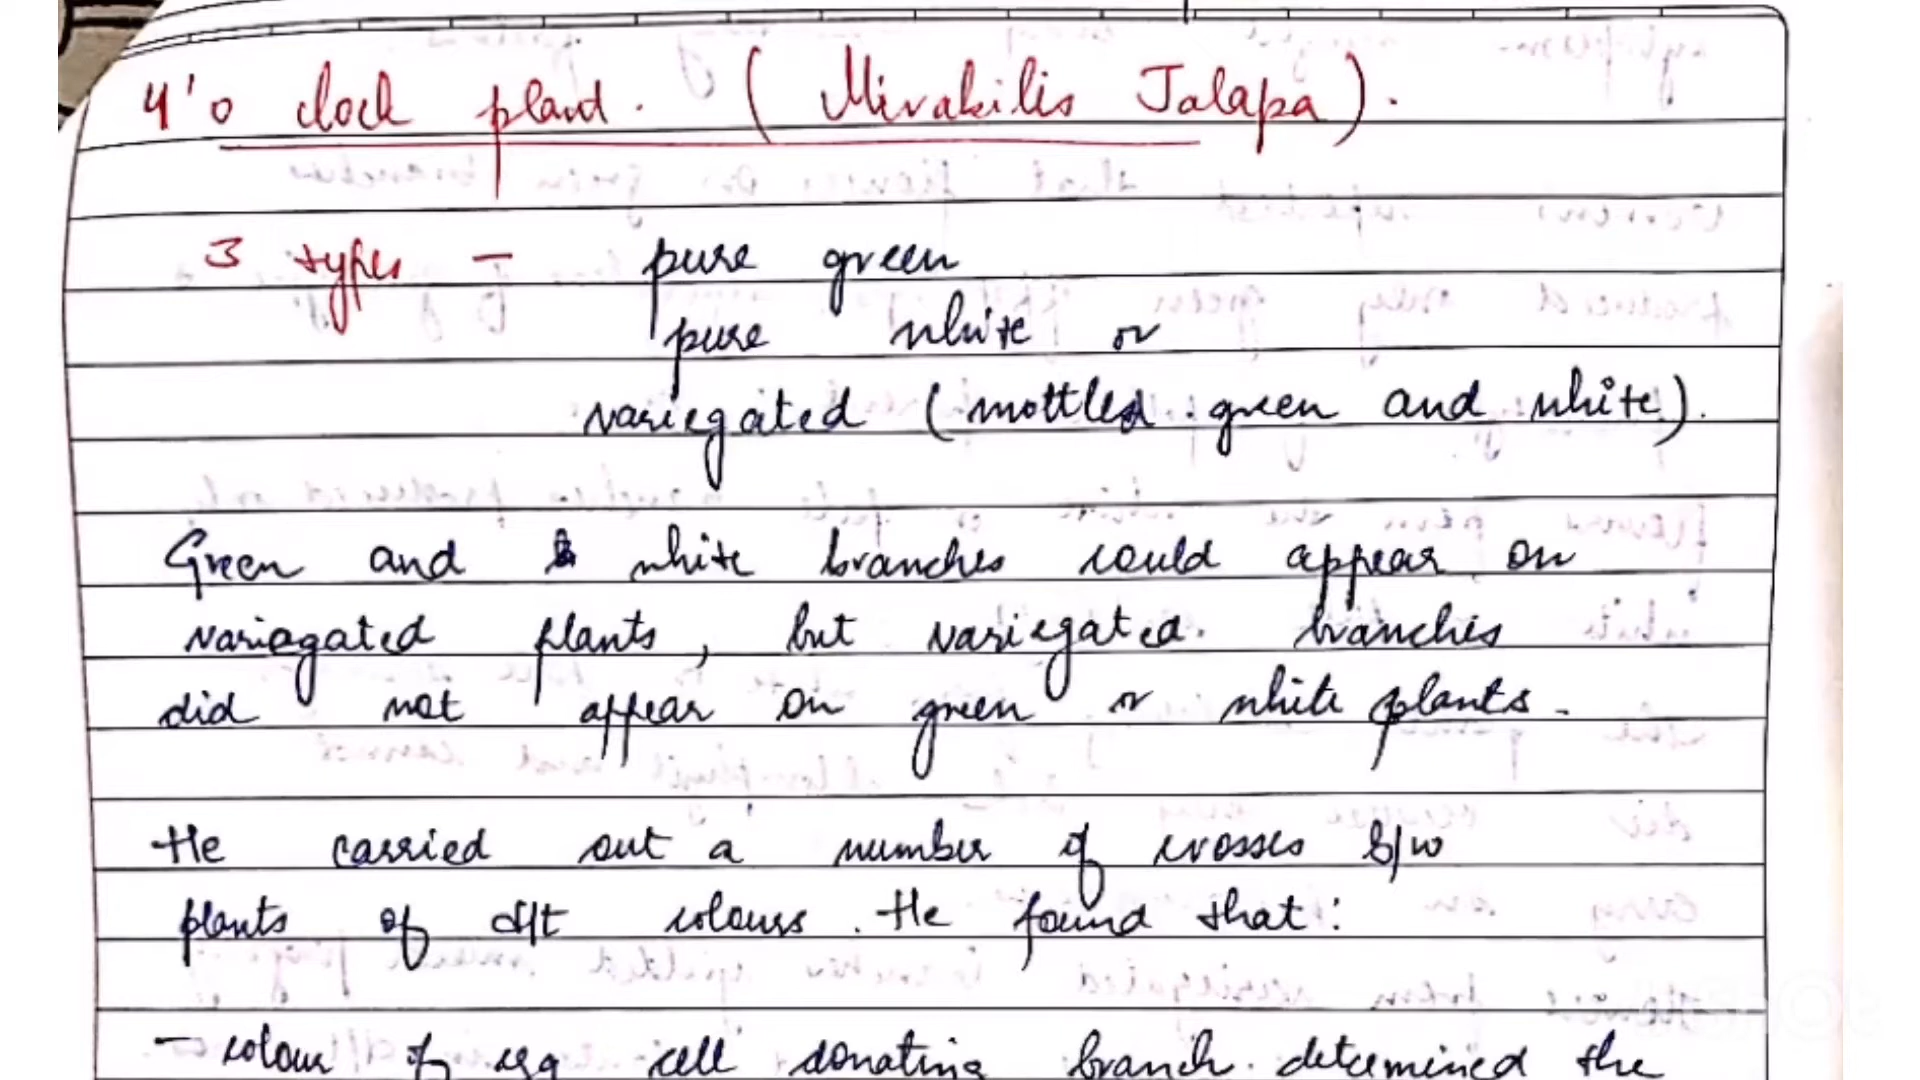 4'o clock plant. (Mirabilis Jalapa).
3 types - pure green
pure white or
variegated (mottled green and white).
Green and white branches could appear on
variagated plants, but variegated branches
did not appear on green or white plants.
He carried out a number of crosses b/w
plants of d/t colours. He found that:
- colour of egg cell donating branch determined the